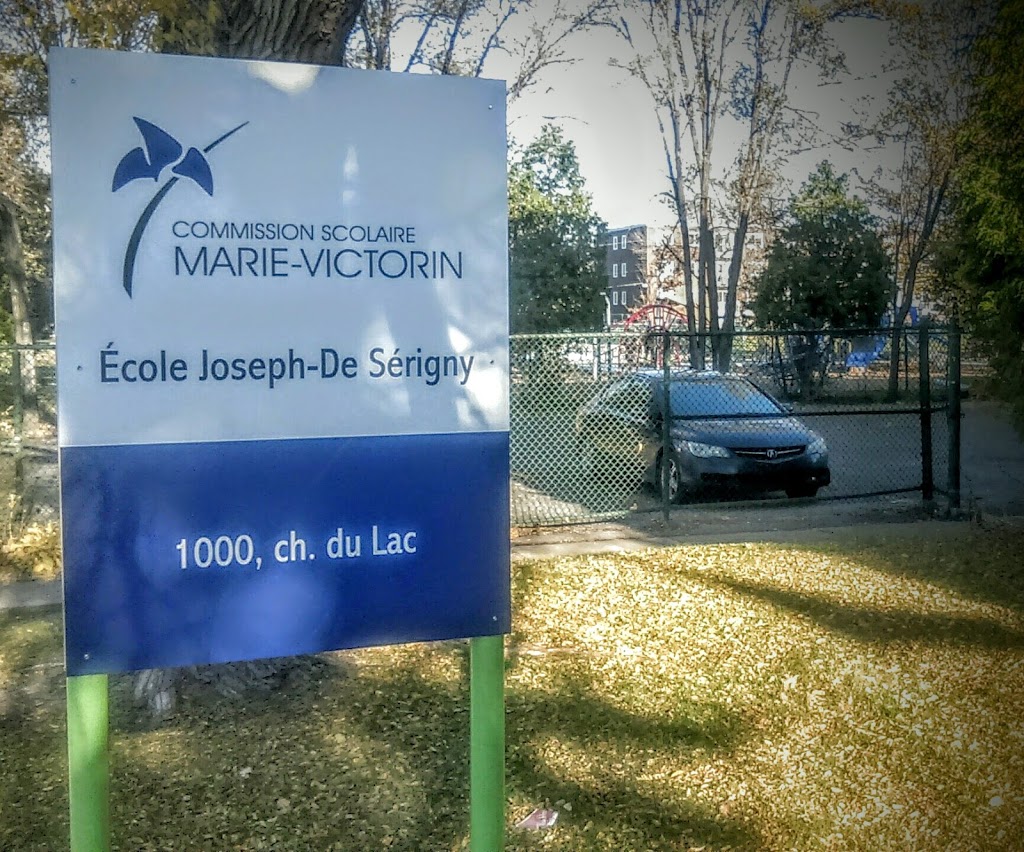 COMMISSION SCOLAIRE
MARIE-VICTORIN
École Joseph-De Sérigny
1000, ch. du Lac